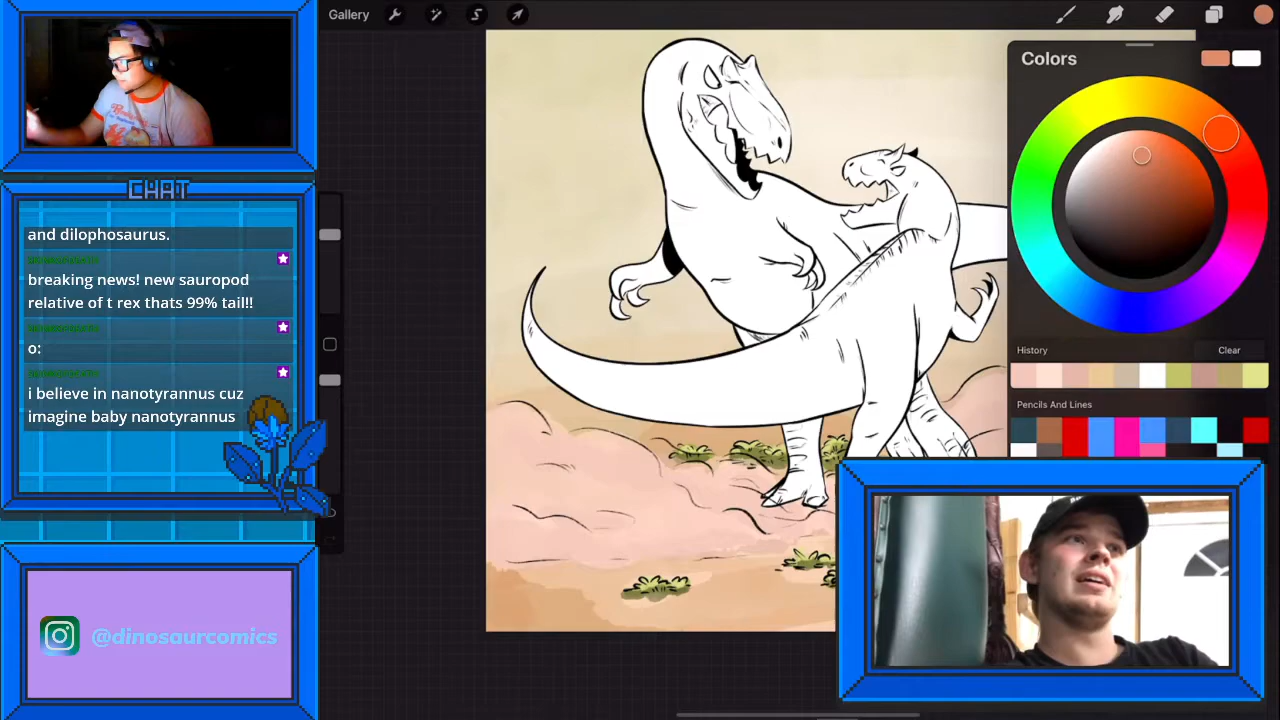 Gallery
Colors
CHAT
and dilophosaurus.
breaking news! new sauropod
relative of t rex thats 99% tail!!
o:
i believe in nanotyrannus cuz
imagine baby nanotyrannus
History
Clear
Pencils And Lines
@dinosaurcomics